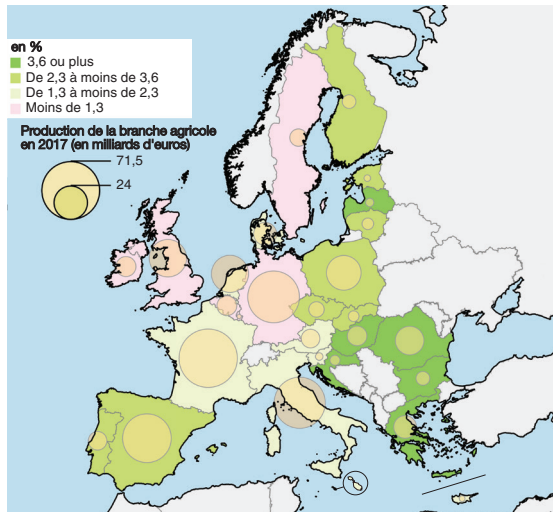 en %
3,6 ou plus
De 2,3 à moins de 3,6
De 1,3 à moins de 2,3
Moins de 1,3
Production de la branche agricole
en 2017 (en milliards d'euros)
71,5
24